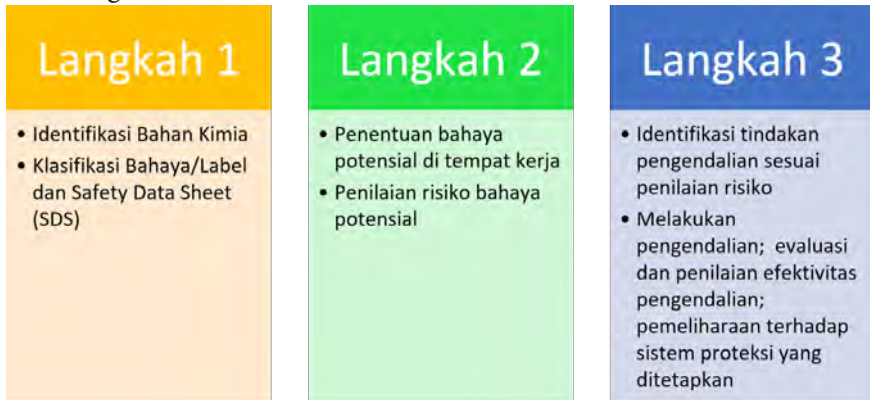 Langkah 1
• Identifikasi Bahan Kimia
• Klasifikasi Bahaya/Label
dan Safety Data Sheet
(SDS)
Langkah 2
• Penentuan bahaya
potensial di tempat kerja
• Penilaian risiko bahaya
potensial
Langkah 3
• Identifikasi tindakan
pengendalian sesuai
penilaian risiko
• Melakukan
pengendalian; evaluasi
dan penilaian efektivitas
pengendalian;
pemeliharaan terhadap
sistem proteksi yang
ditetapkan